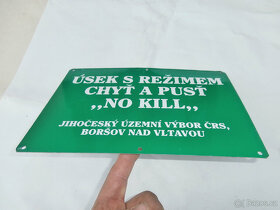 ÚSEK S REŽIMEM
CHYŤ A PUSŤ
,,NO KILL,,
JIHOČESKÝ ÚZEMNÍ VÝBOR ČRS,
BORŠOV NAD VLTAVOU